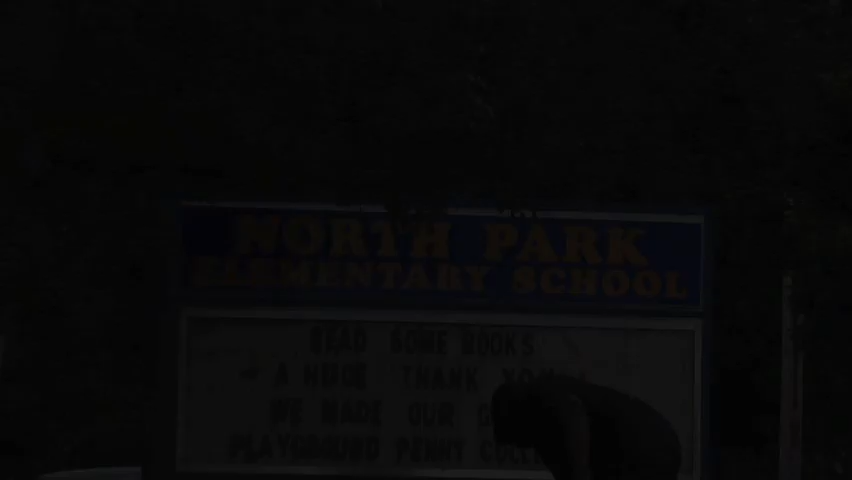 NORTH PARK
ELEMENTARY SCHOOL
READ SOME BOOKS
A HUGE THANK YOU
WE MADE OUR
PLAYGROUND PENNY